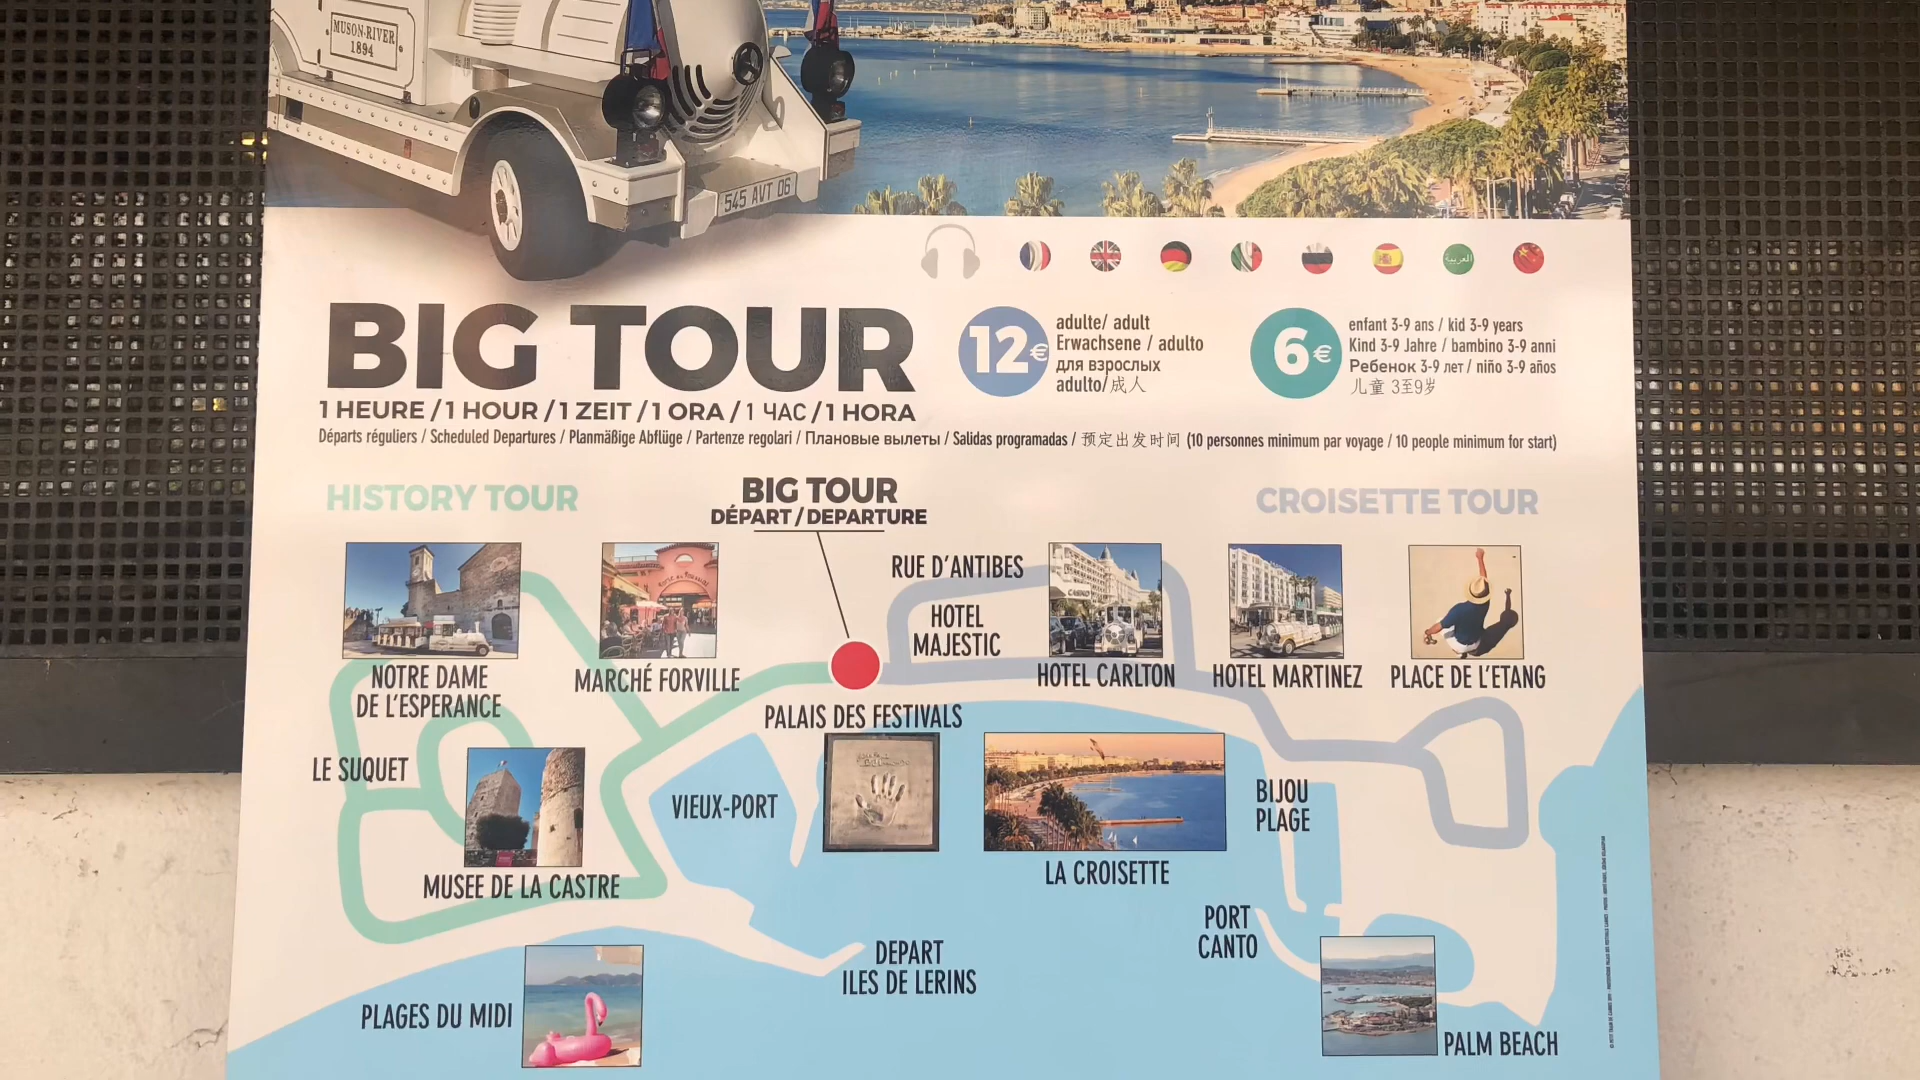 MUSON-RIVER
1894
545 AVT 06
العربية
BIG TOUR
12€
adulte/ adult
Erwachsene / adulto
для взрослых
adulto/成人
6€
enfant 3-9 ans / kid 3-9 years
Kind 3-9 Jahre / bambino 3-9 anni
Ребенок 3-9 лет / niño 3-9 años
儿童 3至9岁
1 HEURE / 1 HOUR / 1 ZEIT / 1 ORA / 1 ЧАС / 1 HORA
Départs réguliers / Scheduled Departures / Planmäßige Abflüge / Partenze regolari / Плановые вылеты / Salidas programadas / 预定出发时间 (10 personnes minimum par voyage / 10 people minimum for start)
HISTORY TOUR
BIG TOUR
DÉPART / DEPARTURE
CROISETTE TOUR
RUE D'ANTIBES
HOTEL
MAJESTIC
CASINO
NOTRE DAME
DE L'ESPERANCE
MARCHÉ FORVILLE
HOTEL CARLTON
HOTEL MARTINEZ
PLACE DE L'ETANG
PALAIS DES FESTIVALS
LE SUQUET
VIEUX-PORT
BIJOU
PLAGE
MUSEE DE LA CASTRE
LA CROISETTE
PORT
CANTO
DEPART
ILES DE LERINS
PLAGES DU MIDI
PALM BEACH